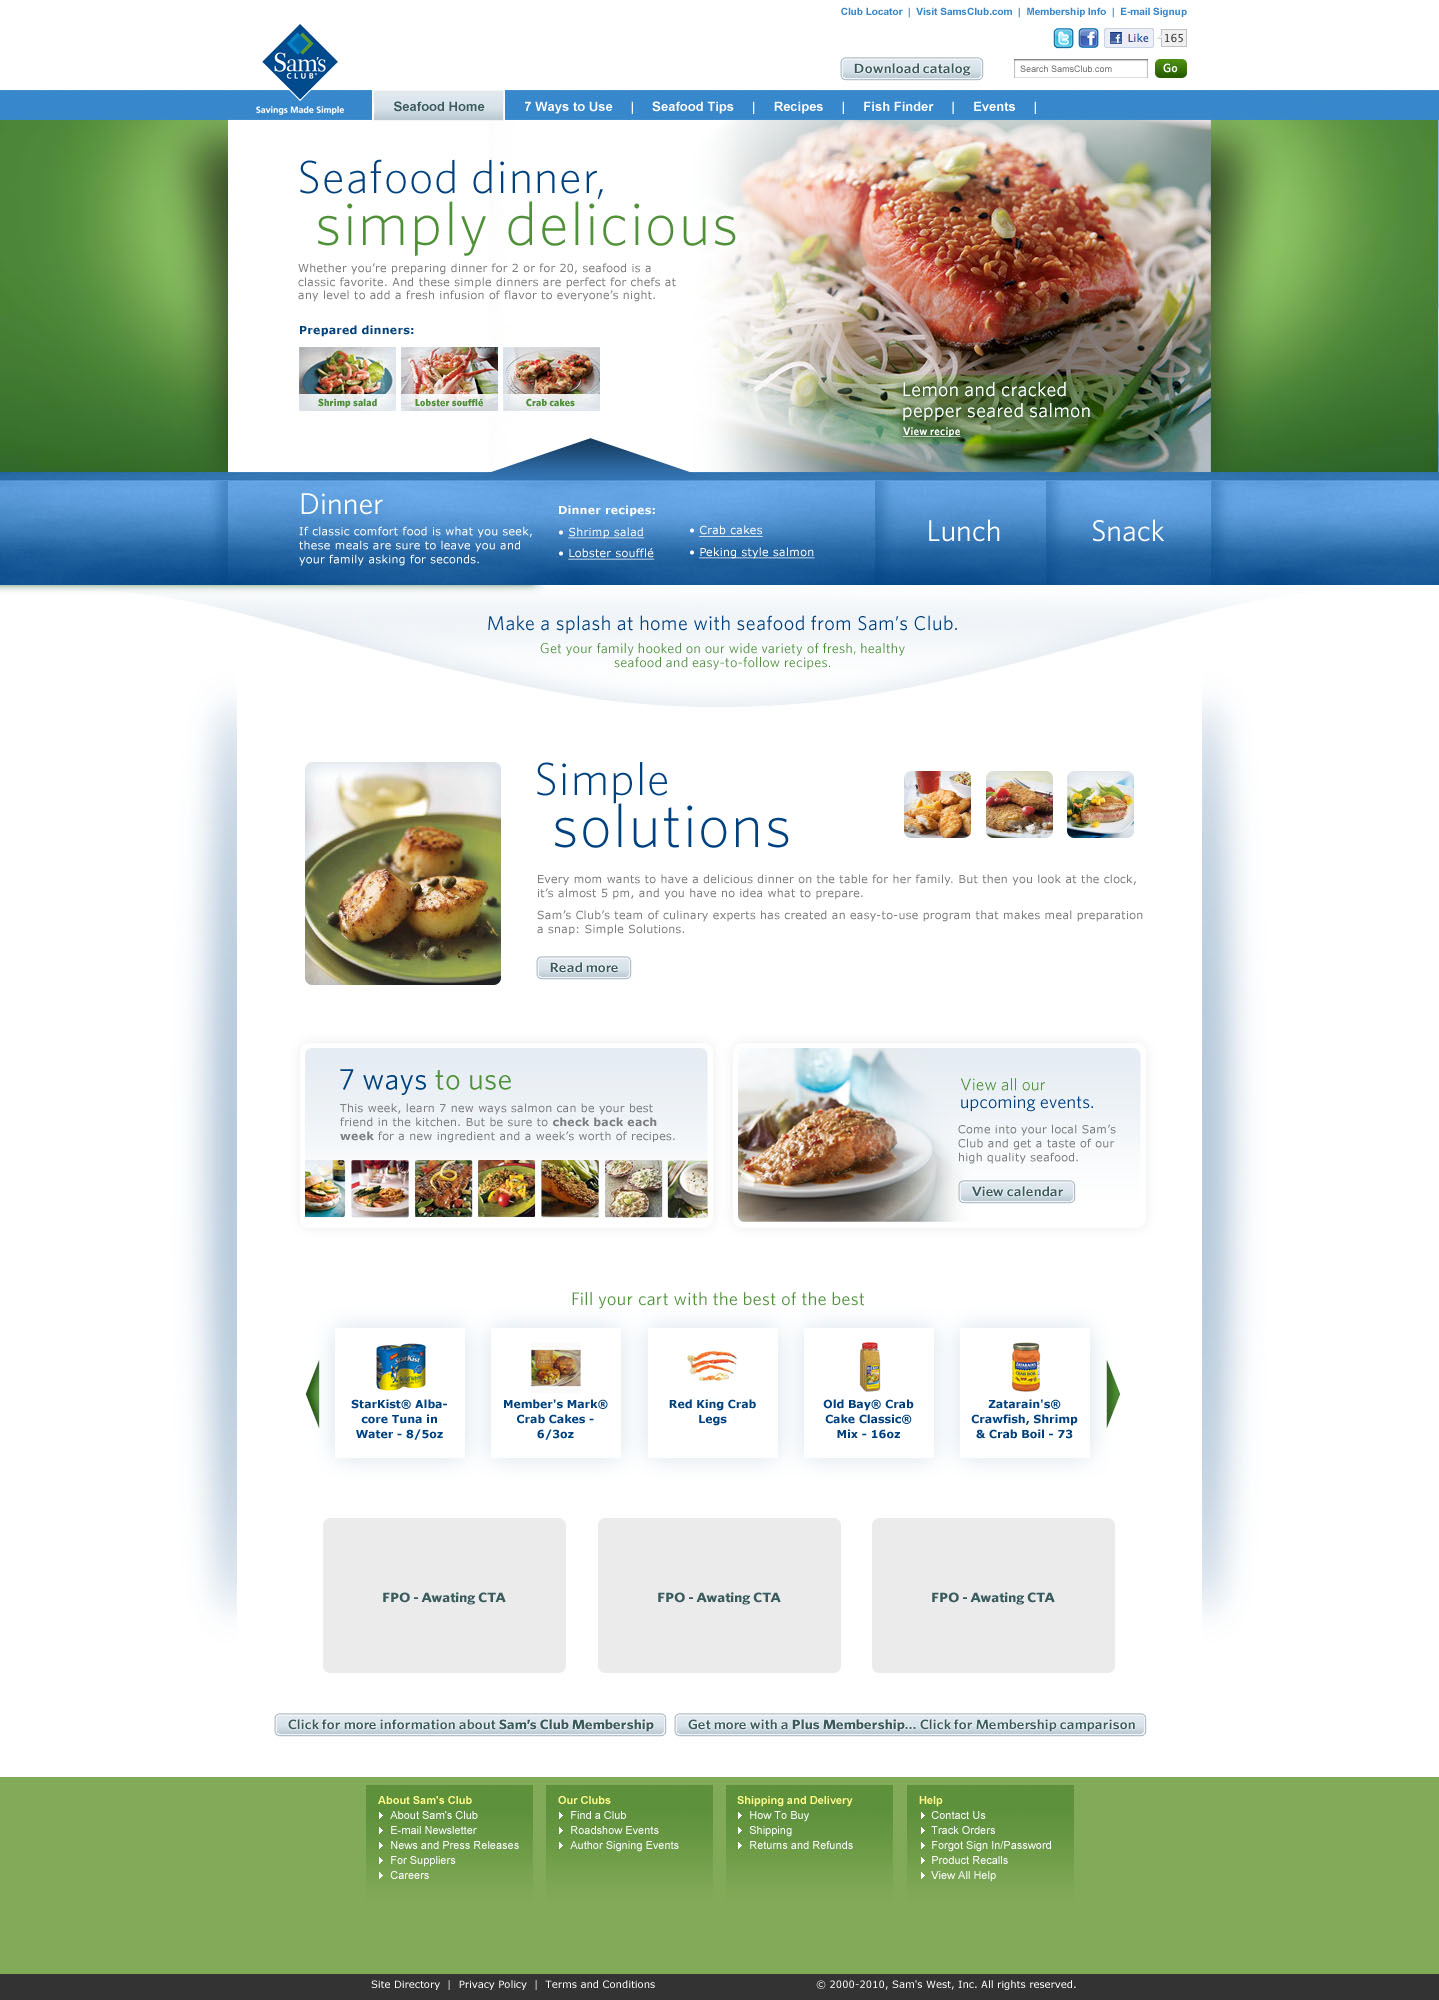 Club Locator | Visit SamsClub.com | Membership Info | E-mail Signup
Like 165
Sam's
CLUB
Savings Made Simple
Download catalog
Search SamsClub.com
Go
Seafood Home
7 Ways to Use | Seafood Tips | Recipes | Fish Finder | Events |
Seafood dinner,
simply delicious
Whether you're preparing dinner for 2 or for 20, seafood is a
classic favorite. And these simple dinners are perfect for chefs at
any level to add a fresh infusion of flavor to everyone's night.
Prepared dinners:
Shrimp salad
Lobster soufflé
Crab cakes
Lemon and cracked
pepper seared salmon
View recipe
Dinner
If classic comfort food is what you seek,
these meals are sure to leave you and
your family asking for seconds.
Dinner recipes:
• Shrimp salad
• Lobster soufflé
• Crab cakes
• Peking style salmon
Lunch
Snack
Make a splash at home with seafood from Sam's Club.
Get your family hooked on our wide variety of fresh, healthy
seafood and easy-to-follow recipes.
Simple
solutions
Every mom wants to have a delicious dinner on the table for her family. But then you look at the clock,
it's almost 5 pm, and you have no idea what to prepare.
Sam's Club's team of culinary experts has created an easy-to-use program that makes meal preparation
a snap: Simple Solutions.
Read more
7 ways to use
This week, learn 7 new ways salmon can be your best
friend in the kitchen. But be sure to check back each
week for a new ingredient and a week's worth of recipes.
View all our
upcoming events.
Come into your local Sam's
Club and get a taste of our
high quality seafood.
View calendar
Fill your cart with the best of the best
StarKist
StarKist® Alba-
core Tuna in
Water - 8/5oz
Member's Mark®
Crab Cakes -
6/3oz
Red King Crab
Legs
Old Bay® Crab
Cake Classic®
Mix - 16oz
ZATARAIN'S
CRAB BOIL
Zatarain's®
Crawfish, Shrimp
& Crab Boil - 73
FPO - Awating CTA
FPO - Awating CTA
FPO - Awating CTA
Click for more information about Sam's Club Membership
Get more with a Plus Membership... Click for Membership camparison
About Sam's Club
About Sam's Club
E-mail Newsletter
News and Press Releases
For Suppliers
Careers
Our Clubs
Find a Club
Roadshow Events
Author Signing Events
Shipping and Delivery
How To Buy
Shipping
Returns and Refunds
Help
Contact Us
Track Orders
Forgot Sign In/Password
Product Recalls
View All Help
Site Directory | Privacy Policy | Terms and Conditions
© 2000-2010, Sam's West, Inc. All rights reserved.